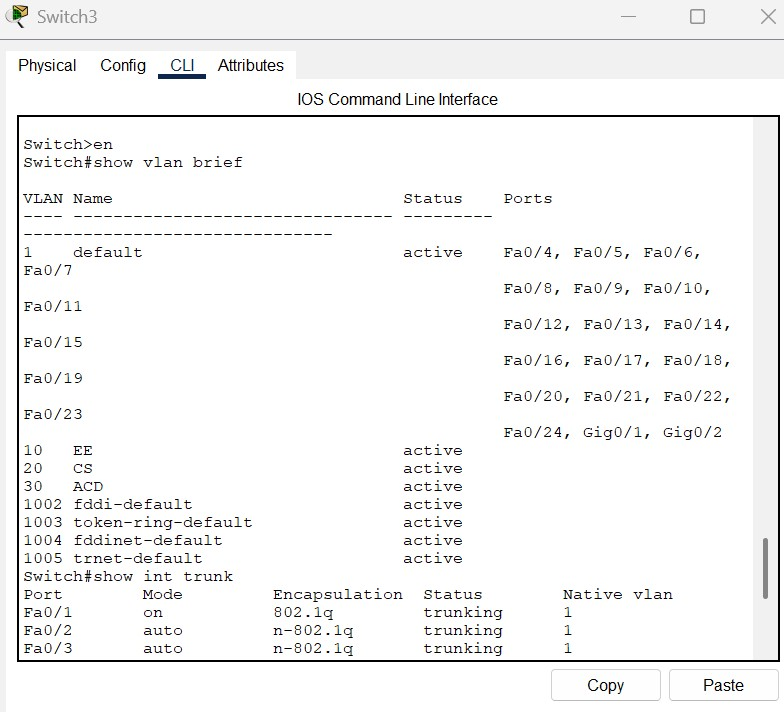 Switch3
Physical Config CLI Attributes
IOS Command Line Interface
Switch>en
Switch#show vlan brief
VLAN Name                             Status    Ports
---- -------------------------------- ---------
-------------------------------
1    default                          active    Fa0/4, Fa0/5, Fa0/6,
Fa0/7
                                                Fa0/8, Fa0/9, Fa0/10,
Fa0/11
                                                Fa0/12, Fa0/13, Fa0/14,
Fa0/15
                                                Fa0/16, Fa0/17, Fa0/18,
Fa0/19
                                                Fa0/20, Fa0/21, Fa0/22,
Fa0/23
                                                Fa0/24, Gig0/1, Gig0/2
10   EE                               active
20   CS                               active
30   ACD                              active
1002 fddi-default                     active
1003 token-ring-default               active
1004 fddinet-default                  active
1005 trnet-default                    active
Switch#show int trunk
Port        Mode         Encapsulation  Status        Native vlan
Fa0/1       on           802.1q         trunking      1
Fa0/2       auto         n-802.1q       trunking      1
Fa0/3       auto         n-802.1q       trunking      1
Copy Paste